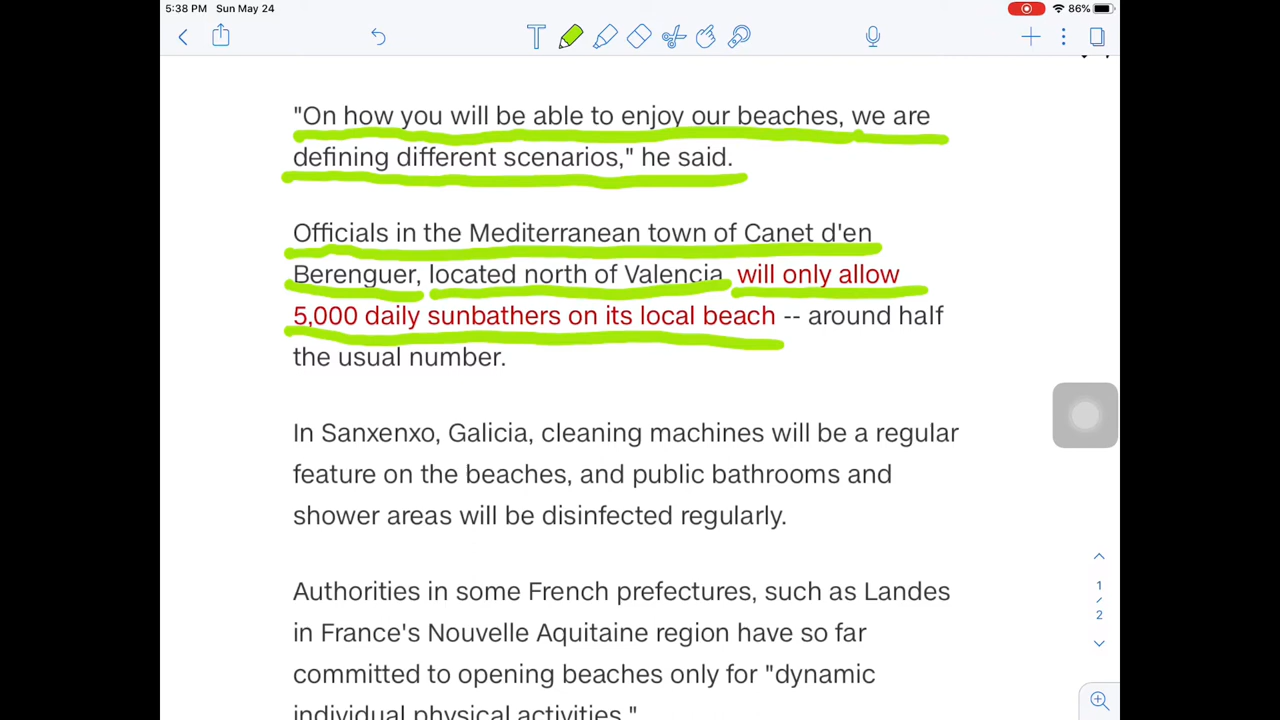 5:38 PM Sun May 24
86%
T
"On how you will be able to enjoy our beaches, we are
defining different scenarios," he said.
Officials in the Mediterranean town of Canet d'en
Berenguer, located north of Valencia, will only allow
5,000 daily sunbathers on its local beach -- around half
the usual number.
In Sanxenxo, Galicia, cleaning machines will be a regular
feature on the beaches, and public bathrooms and
shower areas will be disinfected regularly.
Authorities in some French prefectures, such as Landes
in France's Nouvelle Aquitaine region have so far
committed to opening beaches only for "dynamic
individual physical activities."
1
/
2